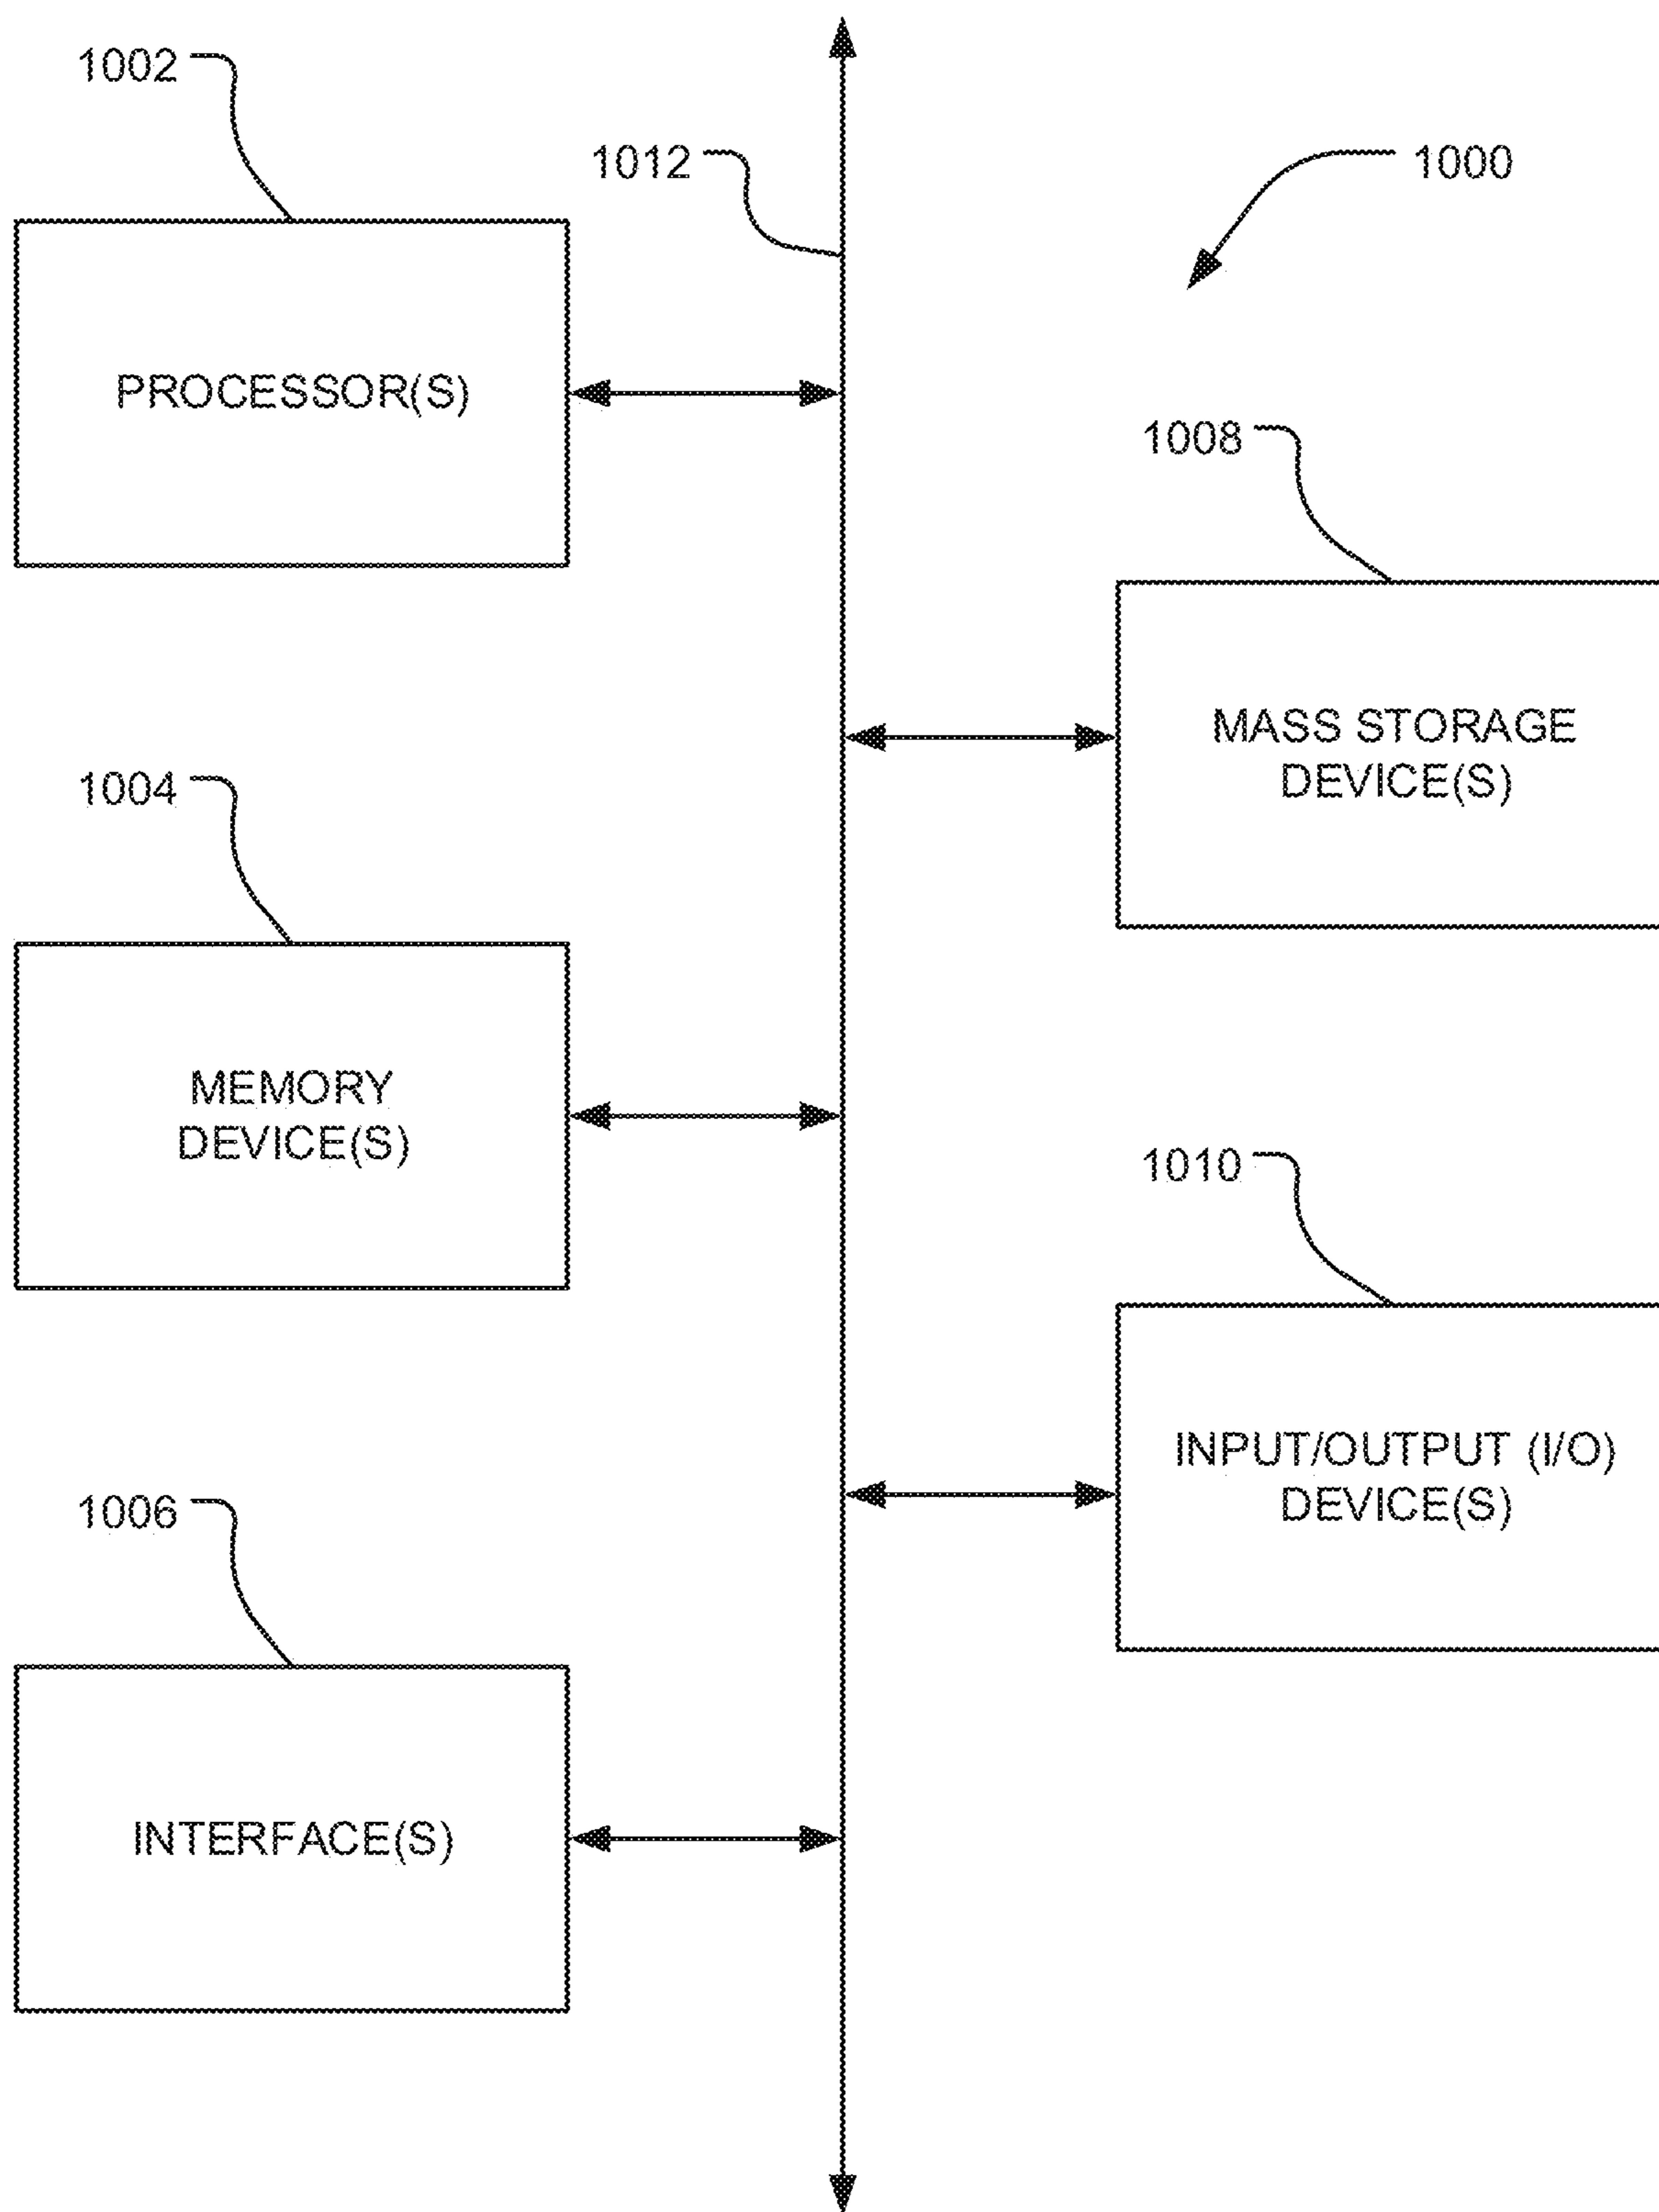 1002
1012
1000
PROCESSOR(S)
1008
MASS STORAGE
DEVICE(S)
1004
MEMORY
DEVICE(S)
1010
INPUT/OUTPUT (I/O)
DEVICE(S)
1006
INTERFACE(S)